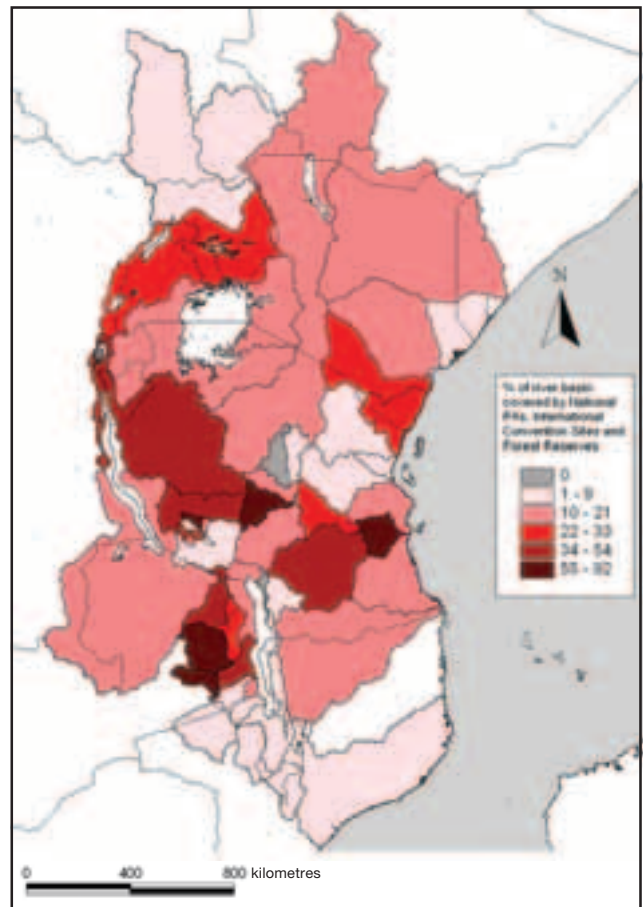 N
% of river basin
covered by National
PAs, International
Convention Sites and
Forest Reserves
0
1 - 9
10 - 21
22 - 33
34 - 54
55 - 92
0 400 800 kilometres